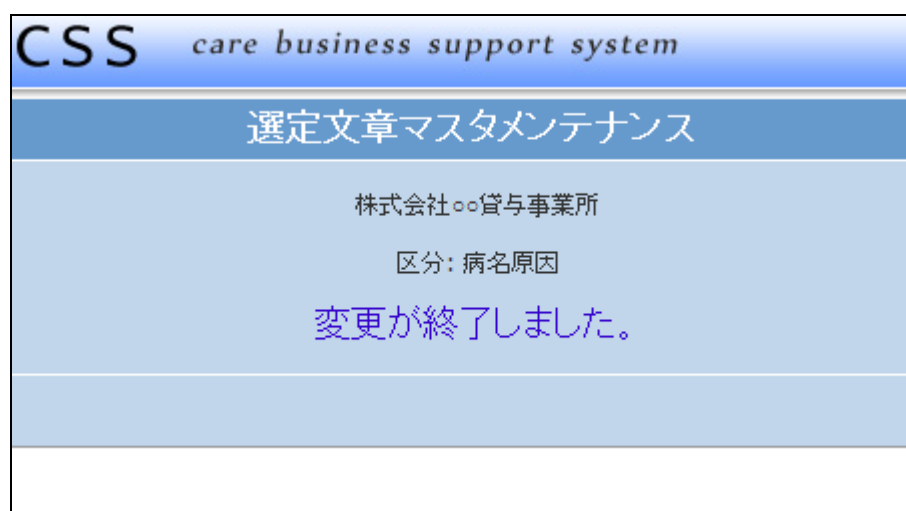 CSS care business support system
選定文章マスタメンテナンス
株式会社○○貸与事業所
区分：病名原因
変更が終了しました。